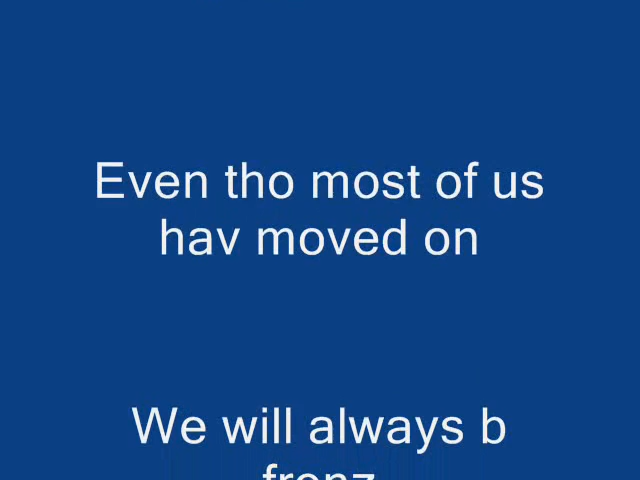 Even tho most of us
hav moved on
We will always b
frenz